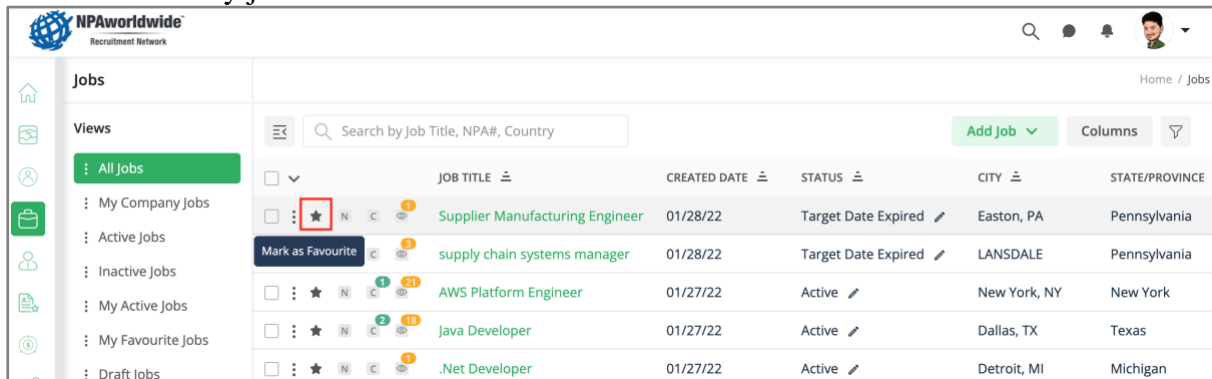 NPAworldwide
Recruitment Network
Jobs
Home / Jobs
Views
Search by Job Title, NPA#, Country
Add Job
Columns
All Jobs
My Company Jobs
Active Jobs
Inactive Jobs
My Active Jobs
My Favourite Jobs
Draft Jobs
JOB TITLE CREATED DATE STATUS CITY STATE/PROVINCE
N C 1 Supplier Manufacturing Engineer 01/28/22 Target Date Expired Easton, PA Pennsylvania
Mark as Favourite
C 3 supply chain systems manager 01/28/22 Target Date Expired LANSDALE Pennsylvania
N C 1 21 AWS Platform Engineer 01/27/22 Active New York, NY New York
N C 2 18 Java Developer 01/27/22 Active Dallas, TX Texas
N C 1 .Net Developer 01/27/22 Active Detroit, MI Michigan